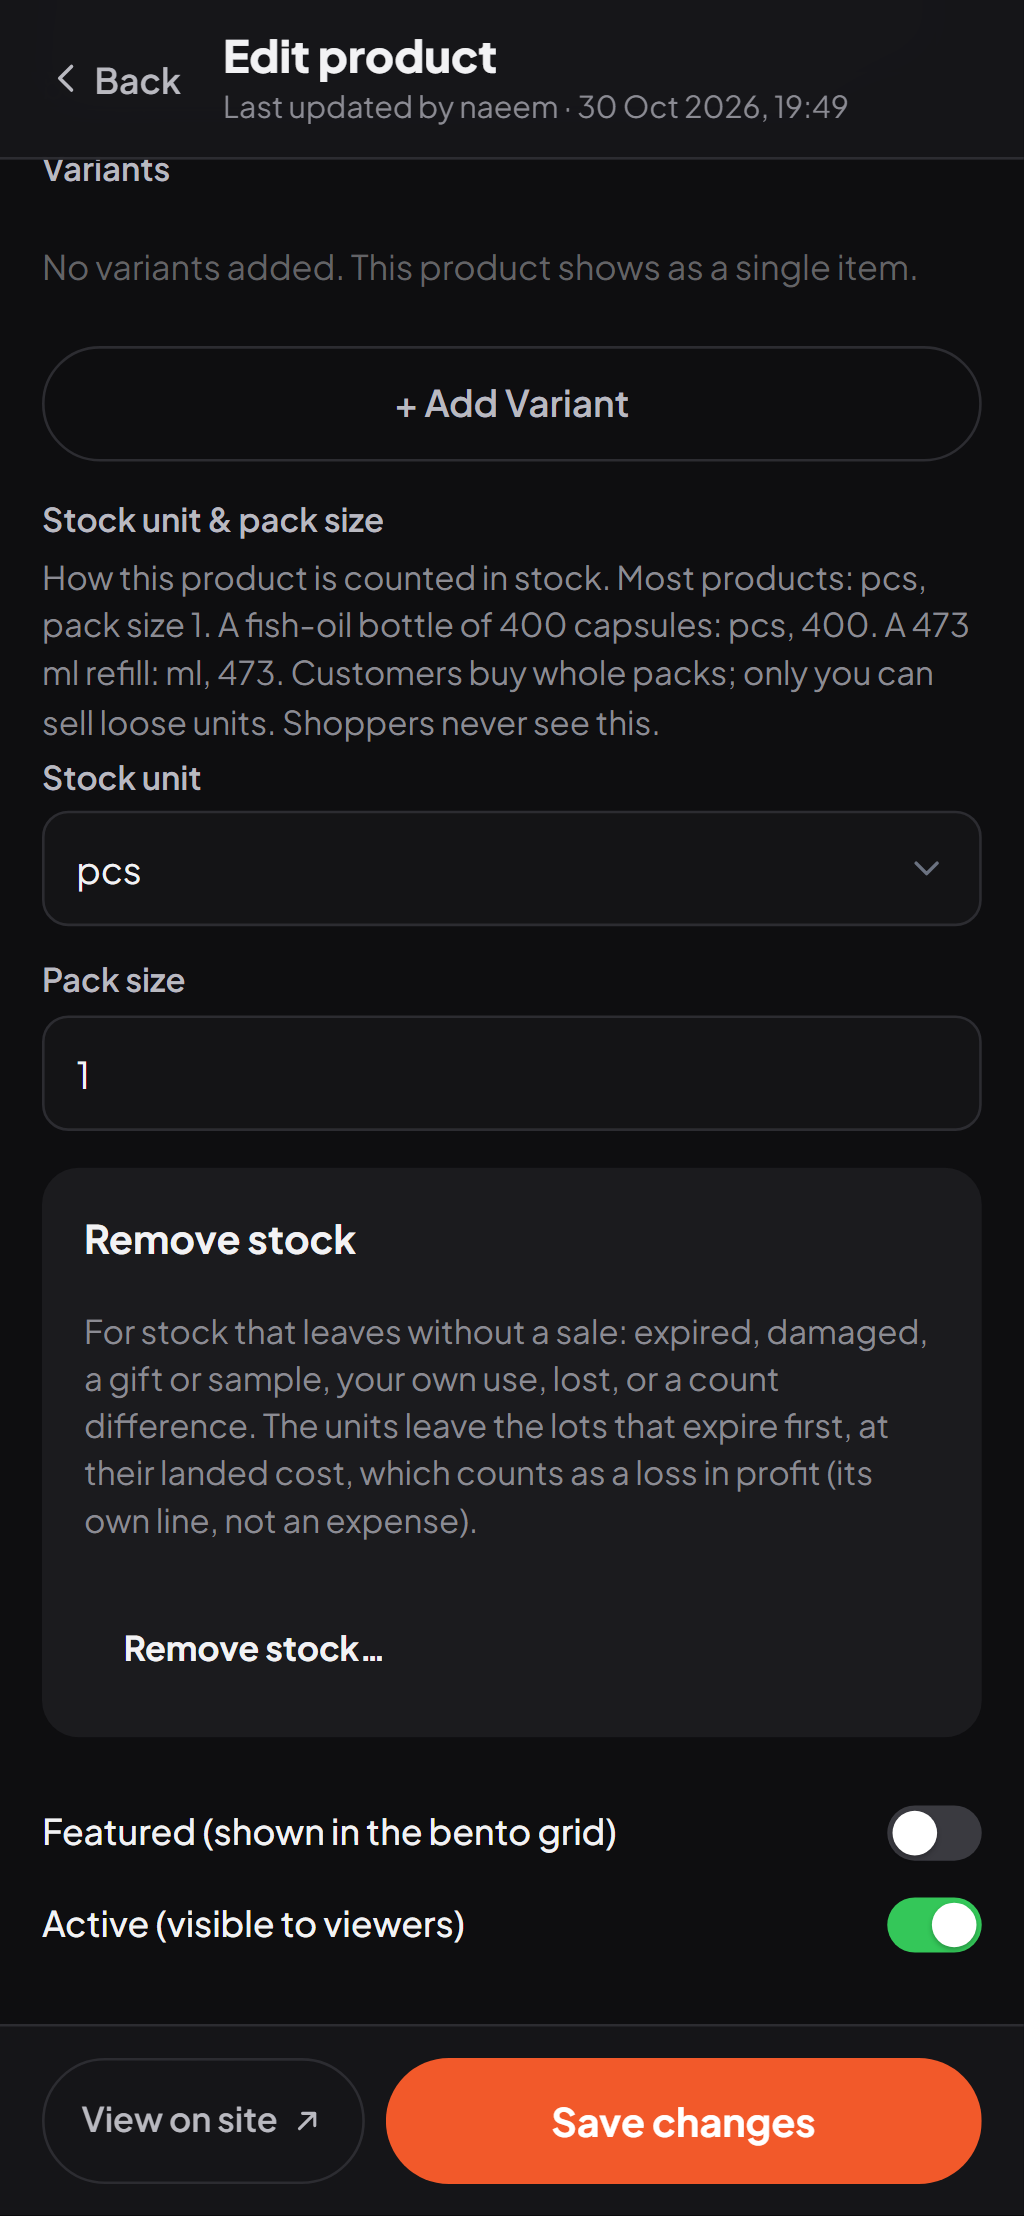 Back
Edit product
Last updated by naeem · 30 Oct 2026, 19:49
Variants
No variants added. This product shows as a single item.
+ Add Variant
Stock unit & pack size
How this product is counted in stock. Most products: pcs,
pack size 1. A fish-oil bottle of 400 capsules: pcs, 400. A 473
ml refill: ml, 473. Customers buy whole packs; only you can
sell loose units. Shoppers never see this.
Stock unit
pcs
Pack size
1
Remove stock
For stock that leaves without a sale: expired, damaged,
a gift or sample, your own use, lost, or a count
difference. The units leave the lots that expire first, at
their landed cost, which counts as a loss in profit (its
own line, not an expense).
Remove stock…
Featured (shown in the bento grid)
Active (visible to viewers)
View on site ↗
Save changes